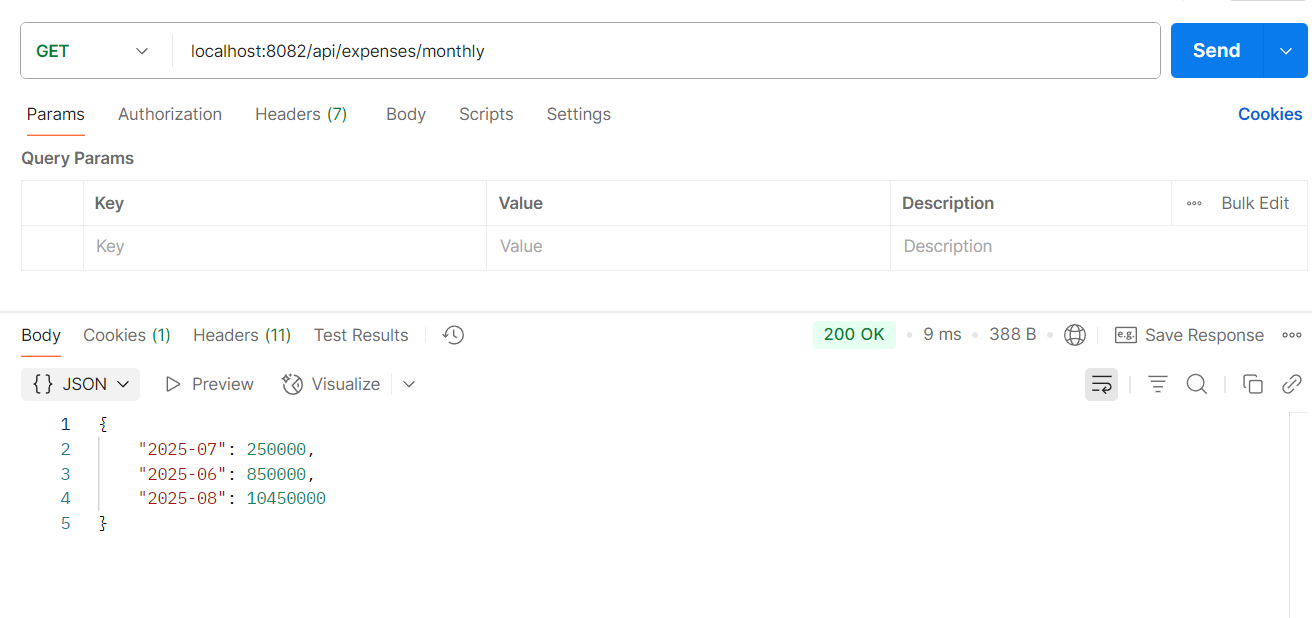 GET localhost:8082/api/expenses/monthly Send
Params Authorization Headers (7) Body Scripts Settings Cookies
Query Params
Key Value Description Bulk Edit
Key Value Description
Body Cookies (1) Headers (11) Test Results 200 OK 9 ms 388 B e.g. Save Response
{} JSON Preview Visualize
1 {
2 "2025-07": 250000,
3 "2025-06": 850000,
4 "2025-08": 10450000
5 }